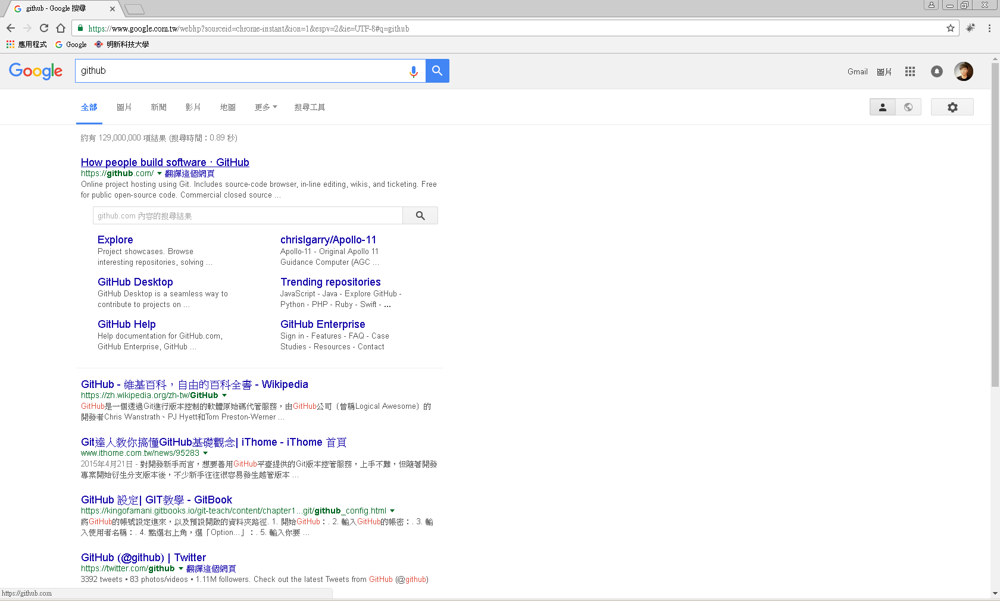 github - Google 搜尋
https://www.google.com.tw/webhp?sourceid=chrome-instant&ion=1&espv=2&ie=UTF-8#q=github
應用程式 Google 明新科技大學
Google github Gmail 圖片
全部 圖片 新聞 影片 地圖 更多 搜尋工具
約有 129,000,000 項結果 (搜尋時間：0.89 秒)
How people build software · GitHub
https://github.com/ 翻譯這個網頁
Online project hosting using Git. Includes source-code browser, in-line editing, wikis, and ticketing. Free
for public open-source code. Commercial closed source ...
github.com 內容的搜尋結果
Explore
Project showcases. Browse
interesting repositories, solving ...
chrislgarry/Apollo-11
Apollo-11 - Original Apollo 11
Guidance Computer (AGC ...
GitHub Desktop
GitHub Desktop is a seamless way to
contribute to projects on ...
Trending repositories
JavaScript - Java - Explore GitHub -
Python - PHP - Ruby - Swift - ...
GitHub Help
Help documentation for GitHub.com,
GitHub Enterprise, GitHub ...
GitHub Enterprise
Sign in - Features - FAQ - Case
Studies - Resources - Contact
GitHub - 維基百科，自由的百科全書 - Wikipedia
https://zh.wikipedia.org/zh-tw/GitHub
GitHub是一個透過Git進行版本控制的軟體原始碼代管服務，由GitHub公司（曾稱Logical Awesome）的
開發者Chris Wanstrath、PJ Hyett和Tom Preston-Werner ...
Git達人教你搞懂GitHub基礎觀念| iThome - iThome 首頁
www.ithome.com.tw/news/95283
2015年4月21日 - 對開發新手而言，想要善用GitHub平臺提供的Git版本控管服務，上手不難，但隨著開發
專案開始衍生分支版本後，不少新手往往很容易發生越管版本 ...
GitHub 設定| GIT教學 - GitBook
https://kingofamani.gitbooks.io/git-teach/content/chapter1...git/github_config.html
將GitHub的帳號設定進來，以及預設開啟的資料夾路徑. 1. 開始GitHub：. 2. 輸入GitHub的帳密：. 3. 輸
入使用者名稱：. 4. 點選右上角，選「Option...」：. 5. 輸入你要 ...
GitHub (@github) | Twitter
https://twitter.com/github 翻譯這個網頁
3392 tweets • 83 photos/videos • 1.11M followers. Check out the latest Tweets from GitHub (@github)
https://github.com